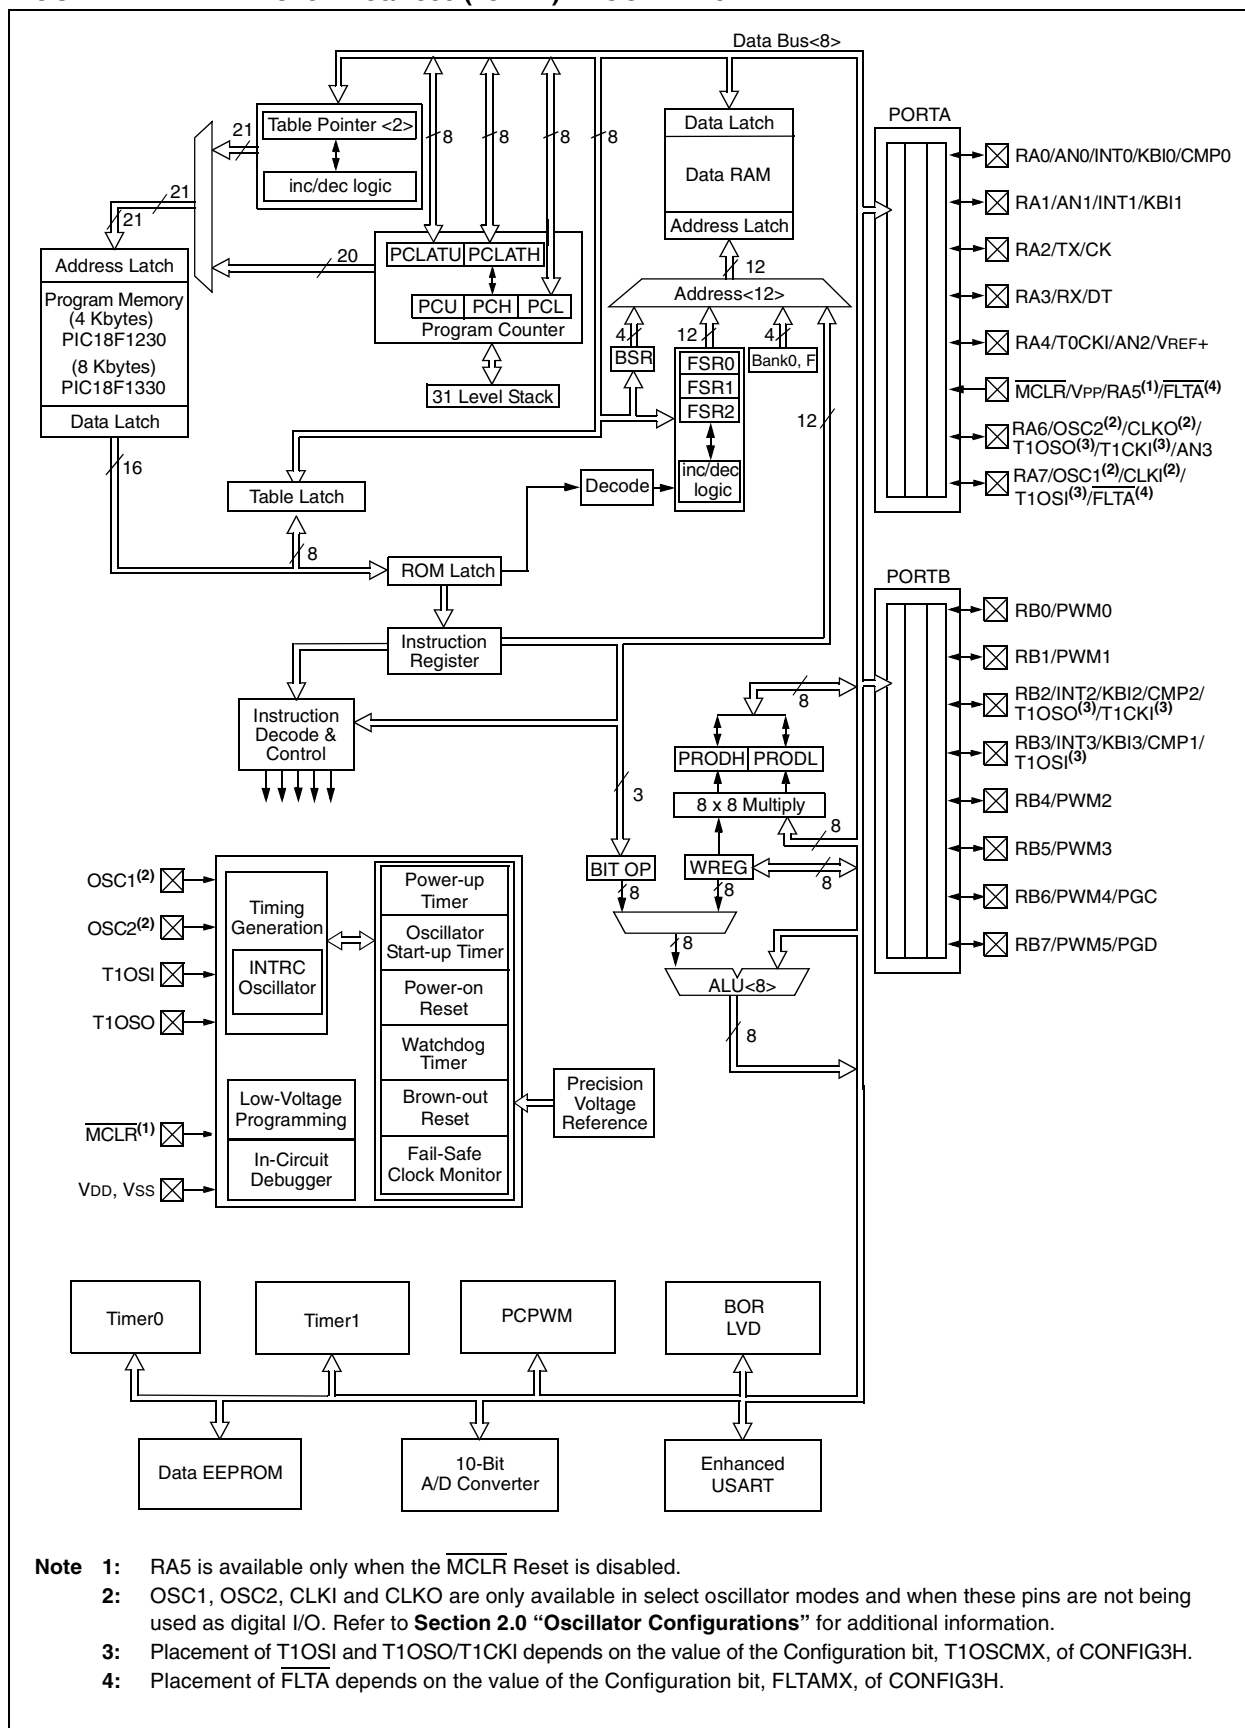 Data Bus<8>
Table Pointer <2>
inc/dec logic
21
21
21
20
8
8
8
8
Data Latch
Data RAM
Address Latch
12
Address<12>
4
12
4
BSR
FSR0
FSR1
FSR2
inc/dec
logic
Bank0, F
12
PCLATU PCLATH
PCU PCH PCL
Program Counter
31 Level Stack
Address Latch
Program Memory
(4 Kbytes)
PIC18F1230
(8 Kbytes)
PIC18F1330
Data Latch
16
Table Latch
8
Decode
ROM Latch
Instruction
Register
Instruction
Decode &
Control
PORTA
RA0/AN0/INT0/KBI0/CMP0
RA1/AN1/INT1/KBI1
RA2/TX/CK
RA3/RX/DT
RA4/T0CKI/AN2/VREF+
MCLR/VPP/RA5(1)/FLTA(4)
RA6/OSC2(2)/CLKO(2)/
T1OSO(3)/T1CKI(3)/AN3
RA7/OSC1(2)/CLKI(2)/
T1OSI(3)/FLTA(4)
PORTB
RB0/PWM0
RB1/PWM1
RB2/INT2/KBI2/CMP2/
T1OSO(3)/T1CKI(3)
RB3/INT3/KBI3/CMP1/
T1OSI(3)
RB4/PWM2
RB5/PWM3
RB6/PWM4/PGC
RB7/PWM5/PGD
8
PRODH PRODL
8 x 8 Multiply
3
8
BIT OP
WREG
8
8
8
8
ALU<8>
8
OSC1(2)
OSC2(2)
T1OSI
T1OSO
MCLR(1)
VDD, VSS
Timing
Generation
INTRC
Oscillator
Low-Voltage
Programming
In-Circuit
Debugger
Power-up
Timer
Oscillator
Start-up Timer
Power-on
Reset
Watchdog
Timer
Brown-out
Reset
Fail-Safe
Clock Monitor
Precision
Voltage
Reference
Timer0
Timer1
PCPWM
BOR
LVD
Data EEPROM
10-Bit
A/D Converter
Enhanced
USART
Note 1: RA5 is available only when the MCLR Reset is disabled.
2: OSC1, OSC2, CLKI and CLKO are only available in select oscillator modes and when these pins are not being
used as digital I/O. Refer to Section 2.0 “Oscillator Configurations” for additional information.
3: Placement of T1OSI and T1OSO/T1CKI depends on the value of the Configuration bit, T1OSCMX, of CONFIG3H.
4: Placement of FLTA depends on the value of the Configuration bit, FLTAMX, of CONFIG3H.